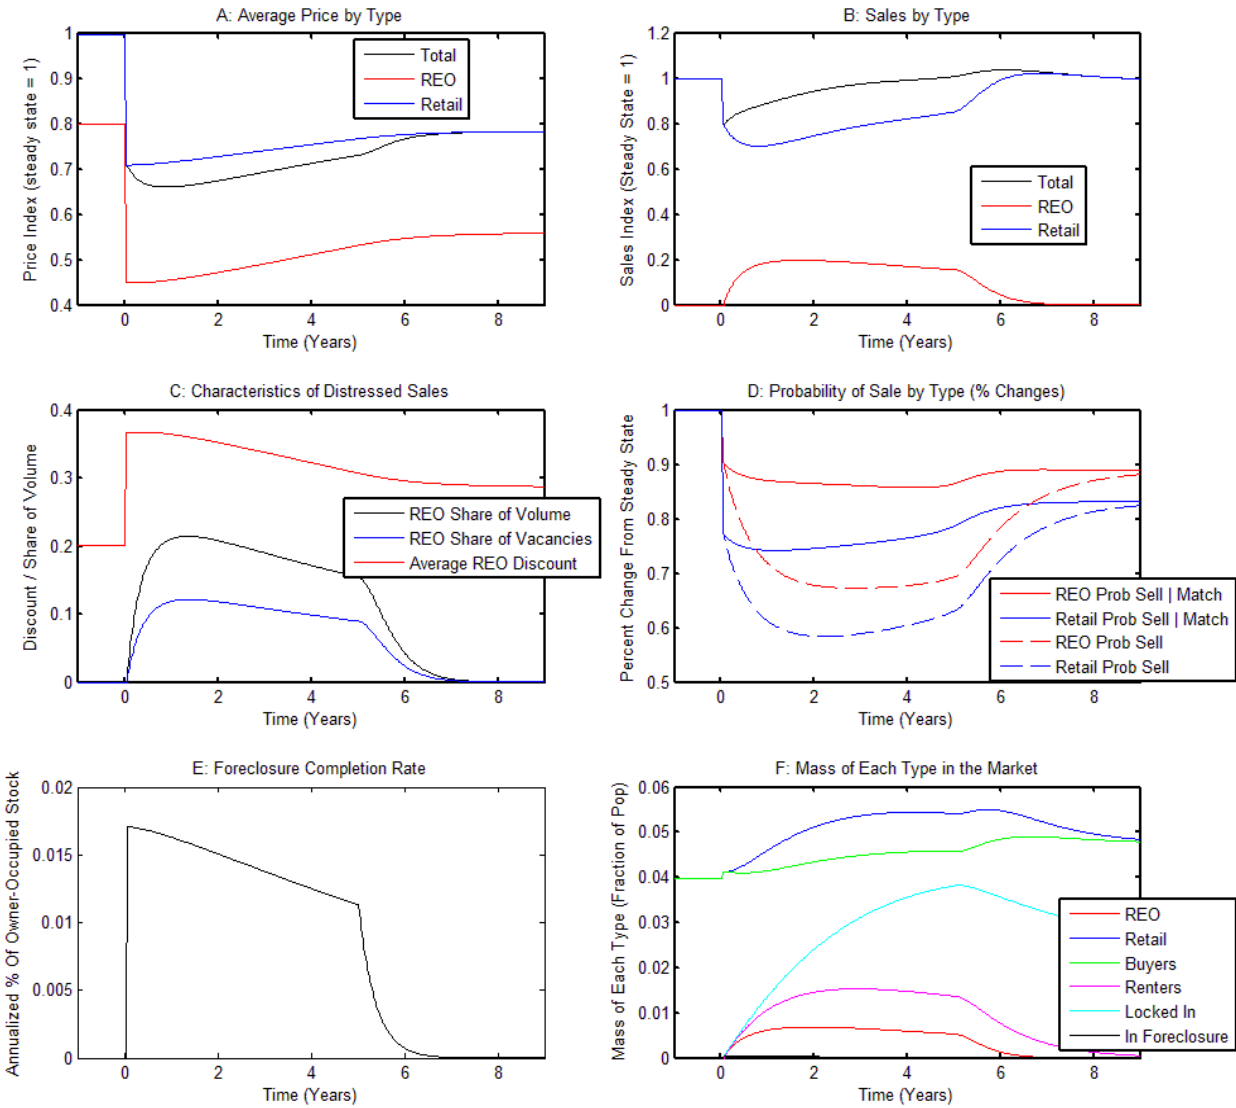 A: Average Price by Type
Price Index (steady state = 1)
1
0.9
0.8
0.7
0.6
0.5
0.4
Total
REO
Retail
0 2 4 6 8
Time (Years)
B: Sales by Type
Sales Index (Steady State = 1)
1.2
1
0.8
0.6
0.4
0.2
0
Total
REO
Retail
0 2 4 6 8
Time (Years)
C: Characteristics of Distressed Sales
Discount / Share of Volume
0.4
0.3
0.2
0.1
0
REO Share of Volume
REO Share of Vacancies
Average REO Discount
0 2 4 6 8
Time (Years)
D: Probability of Sale by Type (% Changes)
Percent Change From Steady State
1
0.9
0.8
0.7
0.6
0.5
REO Prob Sell | Match
Retail Prob Sell | Match
REO Prob Sell
Retail Prob Sell
0 2 4 6 8
Time (Years)
E: Foreclosure Completion Rate
Annualized % Of Owner-Occupied Stock
0.02
0.015
0.01
0.005
0
0 2 4 6 8
Time (Years)
F: Mass of Each Type in the Market
Mass of Each Type (Fraction of Pop)
0.06
0.05
0.04
0.03
0.02
0.01
0
REO
Retail
Buyers
Renters
Locked In
In Foreclosure
0 2 4 6 8
Time (Years)